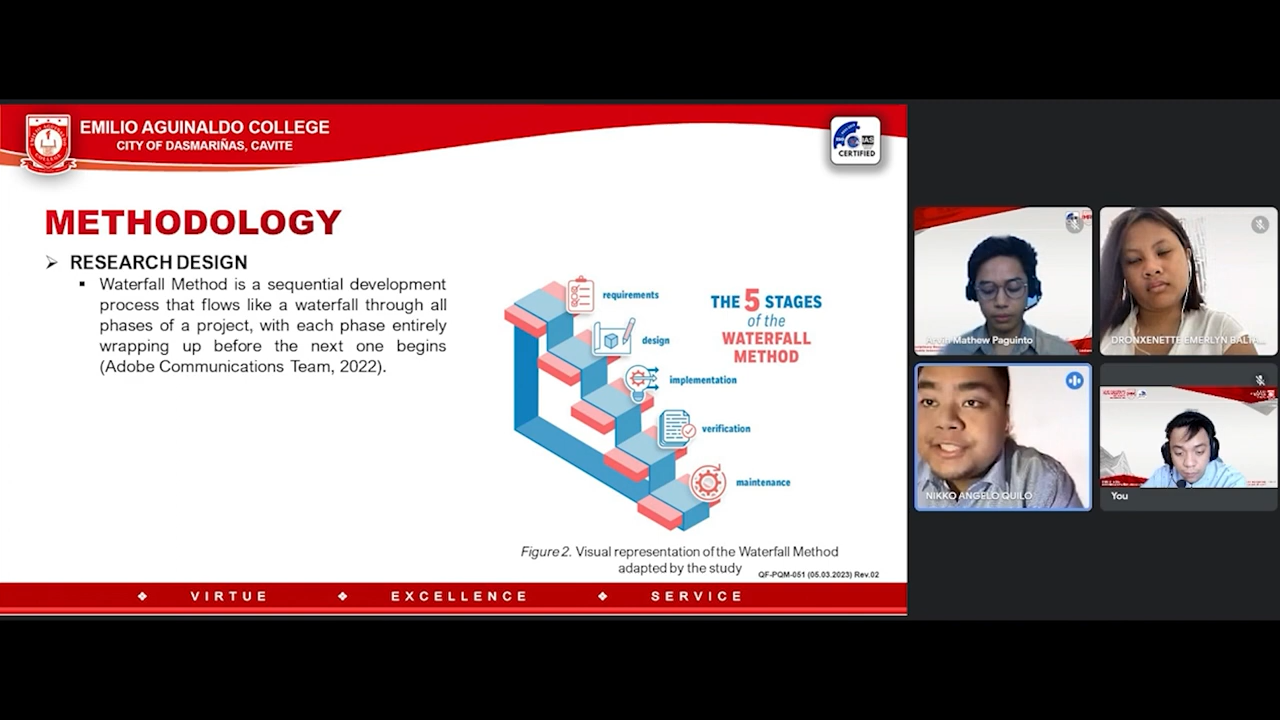 EMILIO AGUINALDO COLLEGE
CITY OF DASMARIÑAS, CAVITE
CERTIFIED
METHODOLOGY
RESEARCH DESIGN
Waterfall Method is a sequential development
process that flows like a waterfall through all
phases of a project, with each phase entirely
wrapping up before the next one begins
(Adobe Communications Team, 2022).
THE 5 STAGES
of the
WATERFALL
METHOD
requirements
design
implementation
verification
maintenance
Figure 2. Visual representation of the Waterfall Method
adapted by the study
QF-PQM-051 (05.03.2023) Rev.02
VIRTUE
EXCELLENCE
SERVICE
Mathew Paguinto
DRONXENETTE EMERLYN
NIKKO ANGELO QUILO
You